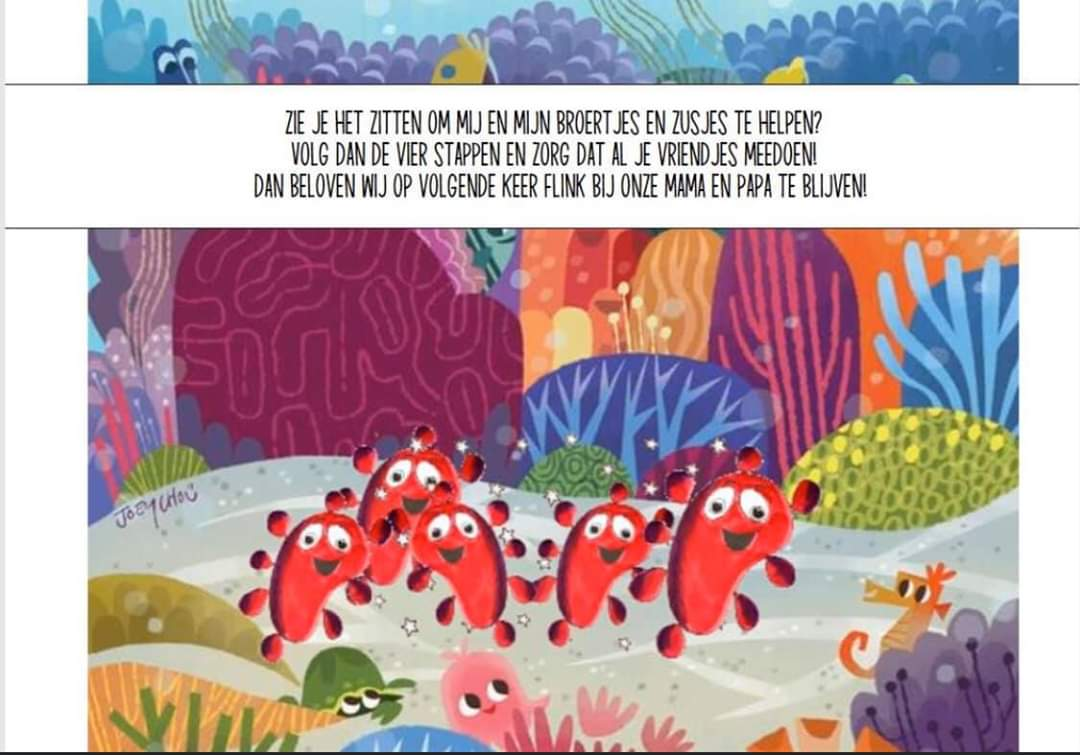 ZIE JE HET ZITTEN OM MIJ EN MIJN BROERTJES EN ZUSJES TE HELPEN?
VOLG DAN DE VIER STAPPEN EN ZORG DAT AL JE VRIENDJES MEEDOEN!
DAN BELOVEN WIJ OP VOLGENDE KEER FLINK BIJ ONZE MAMA EN PAPA TE BLIJVEN!
JOEY CHOU